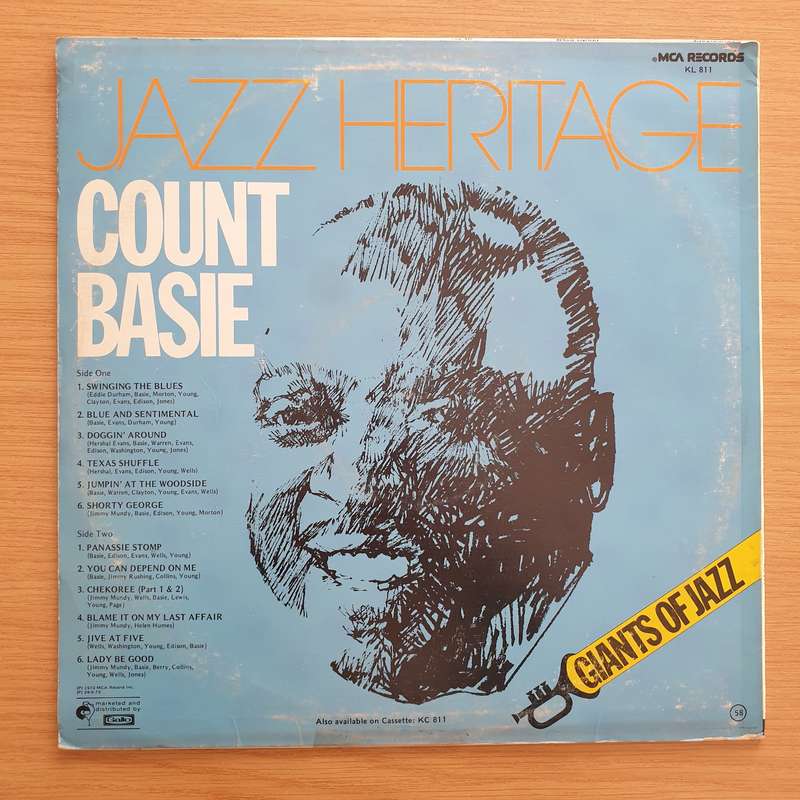 MCA RECORDS
KL 811
JAZZ HERITAGE
COUNT
BASIE
Side One
1. SWINGING THE BLUES
(Eddie Durham, Basie, Morton, Young,
Clayton, Evans, Edison, Jones)
2. BLUE AND SENTIMENTAL
(Basie, Evans, Durham, Young)
3. DOGGIN' AROUND
(Hershal Evans, Basie, Warren, Evans,
Edison, Washington, Young, Jones)
4. TEXAS SHUFFLE
(Hershal, Evans, Edison, Young, Wells)
5. JUMPIN' AT THE WOODSIDE
(Basie, Warren, Clayton, Young, Evans, Wells)
6. SHORTY GEORGE
(Jimmy Mundy, Basie, Edison, Young, Morton)
Side Two
1. PANASSIE STOMP
(Basie, Edison, Evans, Wells, Young)
2. YOU CAN DEPEND ON ME
(Basie, Jimmy Rushing, Collins, Young)
3. CHEKOREE (Part 1 & 2)
(Jimmy Mundy, Wells, Basie, Lewis,
Young, Page)
4. BLAME IT ON MY LAST AFFAIR
(Jimmy Mundy, Helen Humes)
5. JIVE AT FIVE
(Wells, Washington, Young, Edison, Basie)
6. LADY BE GOOD
(Jimmy Mundy, Basie, Berry, Collins,
Young, Wells, Jones)
GIANTS OF JAZZ
marketed and
distributed by
Gallo
Also available on Cassette: KC 811
58